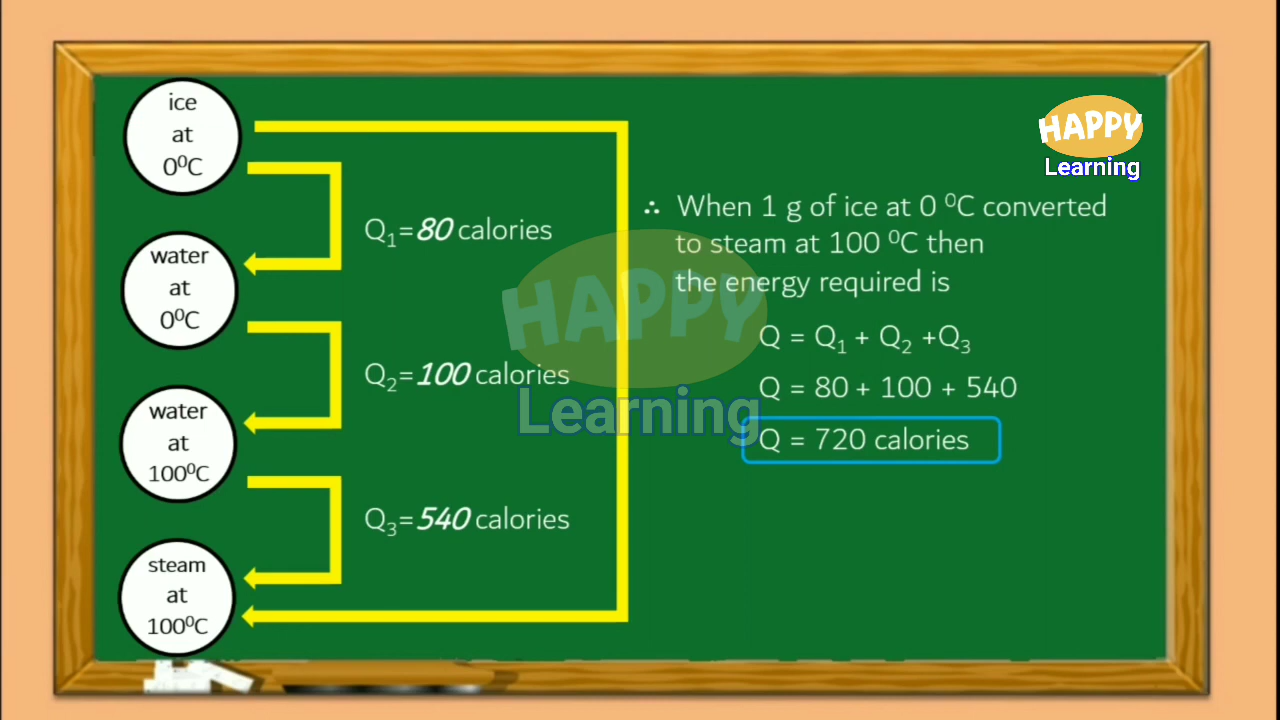 ice
at
0⁰C
water
at
0⁰C
water
at
100⁰C
steam
at
100⁰C
Q₁=80 calories
Q₂=100 calories
Q₃=540 calories
HAPPY
Learning
∴ When 1 g of ice at 0 ⁰C converted
to steam at 100 ⁰C then
the energy required is
Q = Q₁ + Q₂ +Q₃
Q = 80 + 100 + 540
Q = 720 calories
HAPPY
Learning